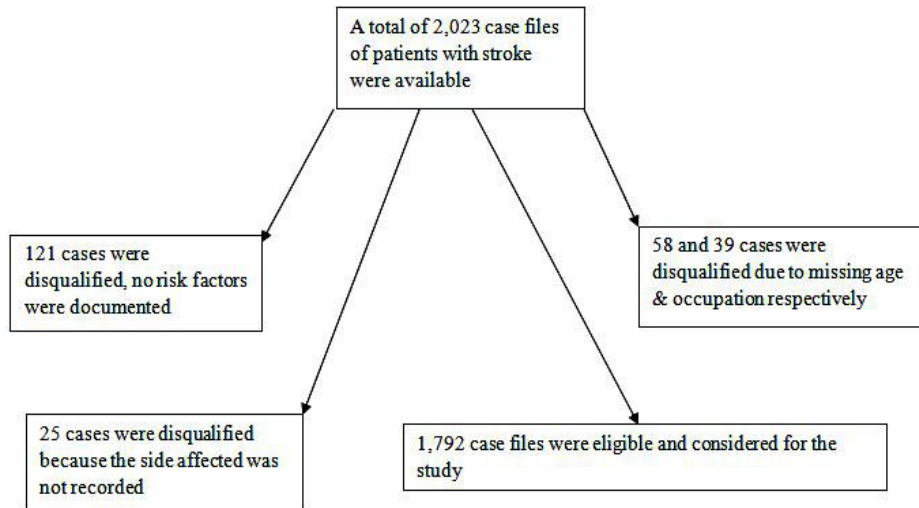 A total of 2,023 case files
of patients with stroke
were available
121 cases were
disqualified, no risk factors
were documented
58 and 39 cases were
disqualified due to missing age
& occupation respectively
25 cases were disqualified
because the side affected was
not recorded
1,792 case files were eligible and considered for the
study